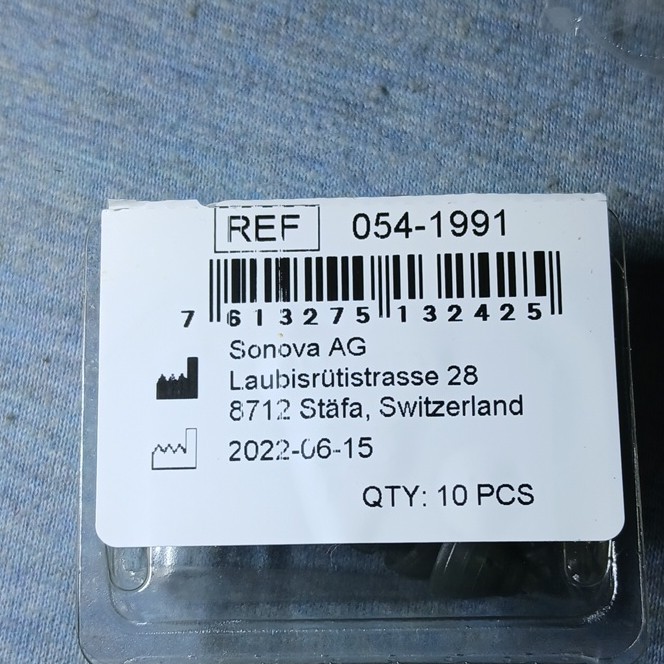 REF 054-1991
7 613275 132425
Sonova AG
Laubisrütistrasse 28
8712 Stäfa, Switzerland
2022-06-15
QTY: 10 PCS